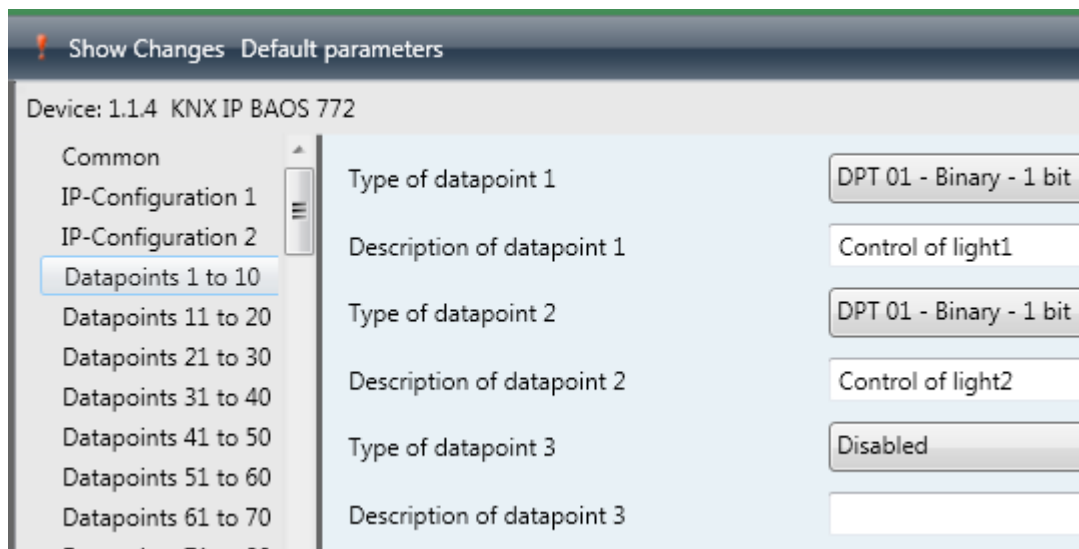 Show Changes Default parameters
Device: 1.1.4 KNX IP BAOS 772
Common
IP-Configuration 1
IP-Configuration 2
Datapoints 1 to 10
Datapoints 11 to 20
Datapoints 21 to 30
Datapoints 31 to 40
Datapoints 41 to 50
Datapoints 51 to 60
Datapoints 61 to 70
Type of datapoint 1 DPT 01 - Binary - 1 bit
Description of datapoint 1 Control of light1
Type of datapoint 2 DPT 01 - Binary - 1 bit
Description of datapoint 2 Control of light2
Type of datapoint 3 Disabled
Description of datapoint 3